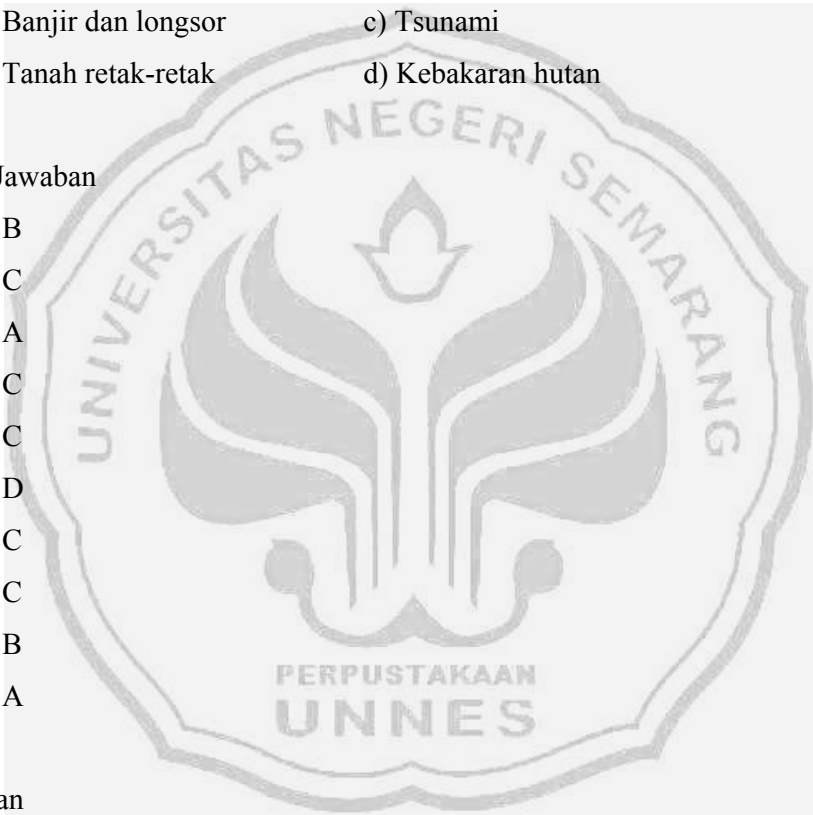 Banjir dan longsor c) Tsunami
Tanah retak-retak d) Kebakaran hutan
UNIVERSITAS NEGERI SEMARANG
Jawaban
B
C
A
C
C
D
C
C
B
A
PERPUSTAKAAN
UNNES
an